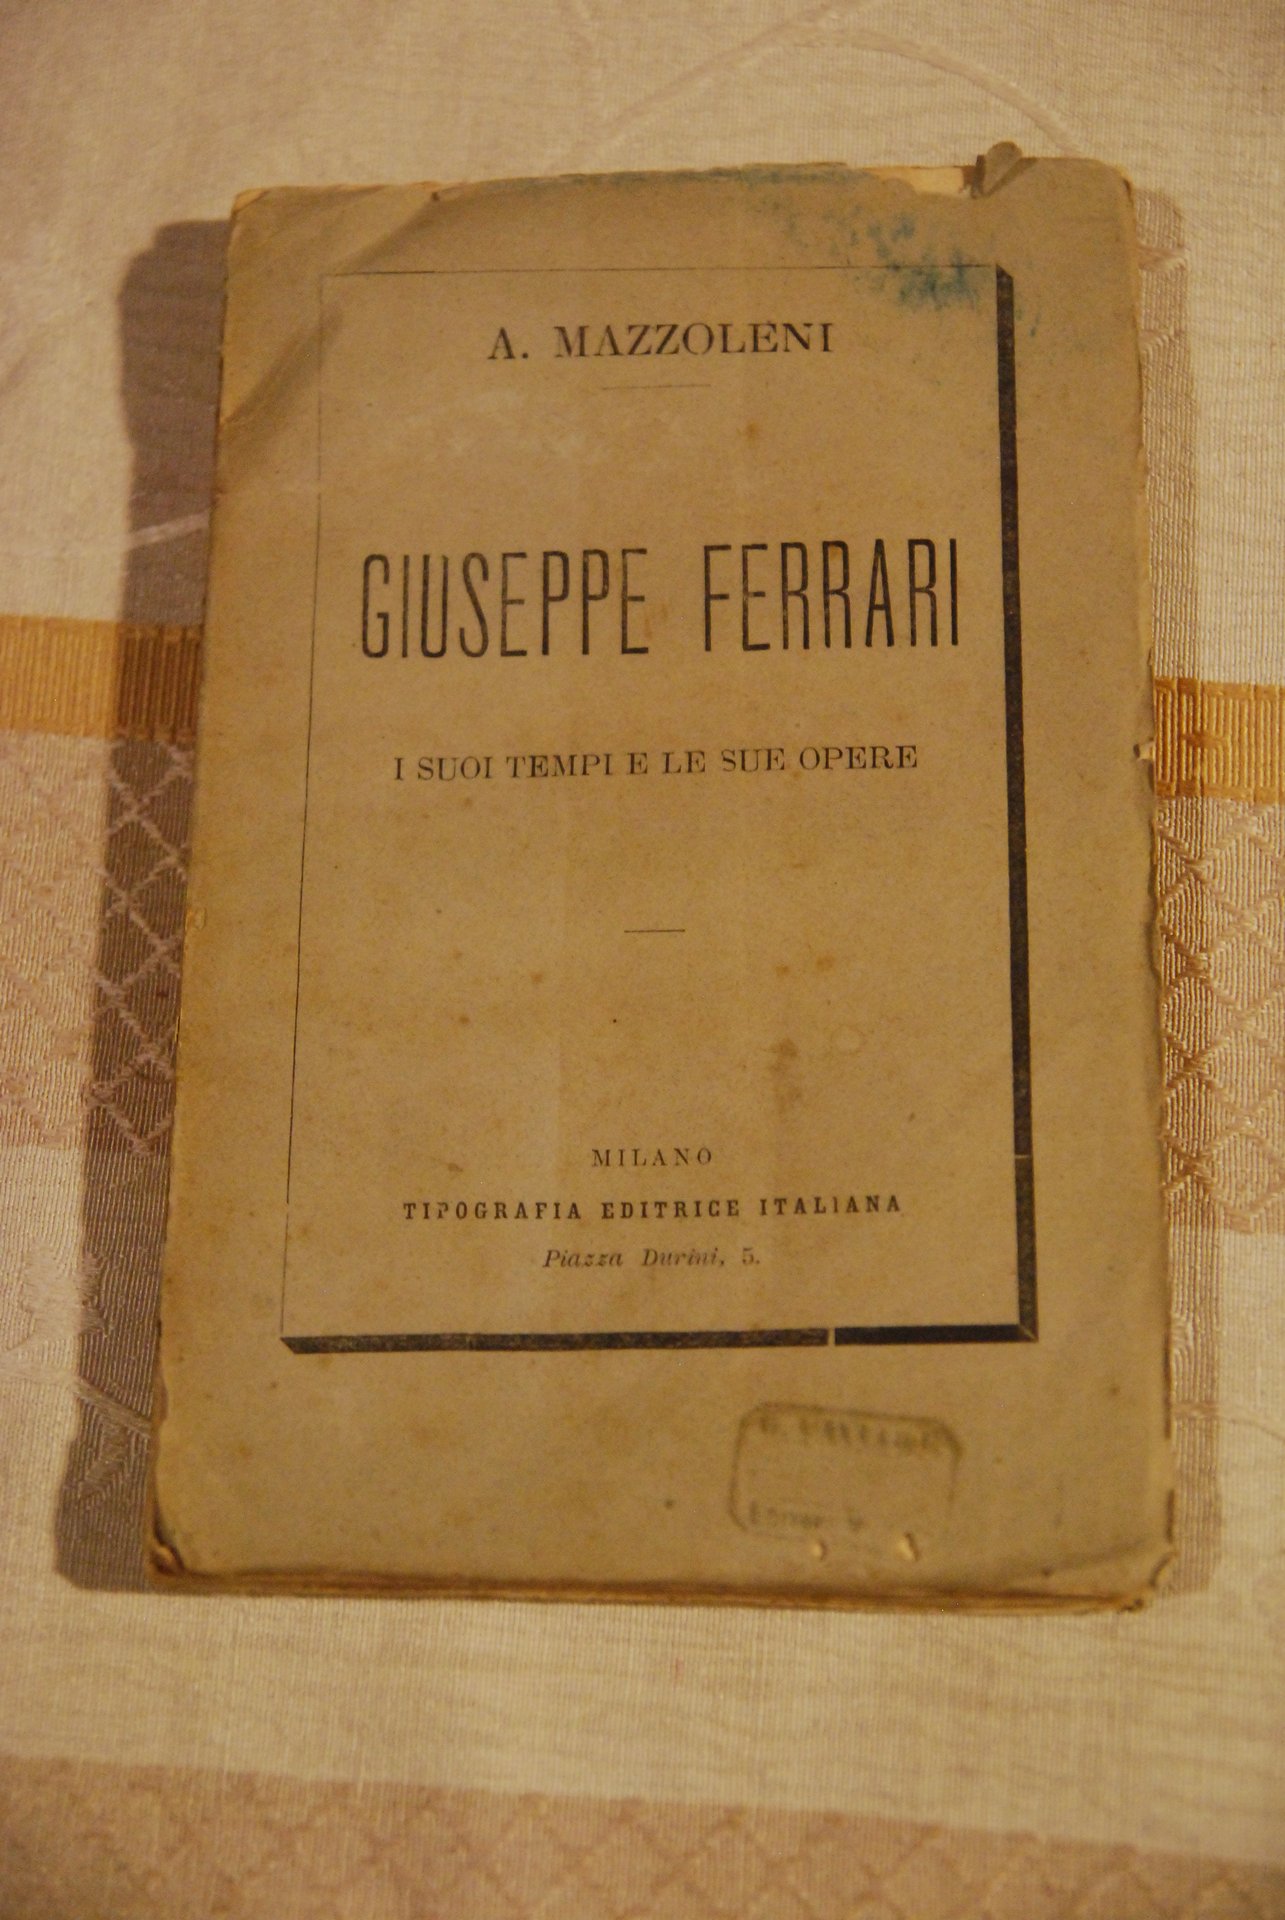 A. MAZZOLENI
GIUSEPPE FERRARI
I SUOI TEMPI E LE SUE OPERE
MILANO
TIPOGRAFIA EDITRICE ITALIANA
Piazza Durini, 5.